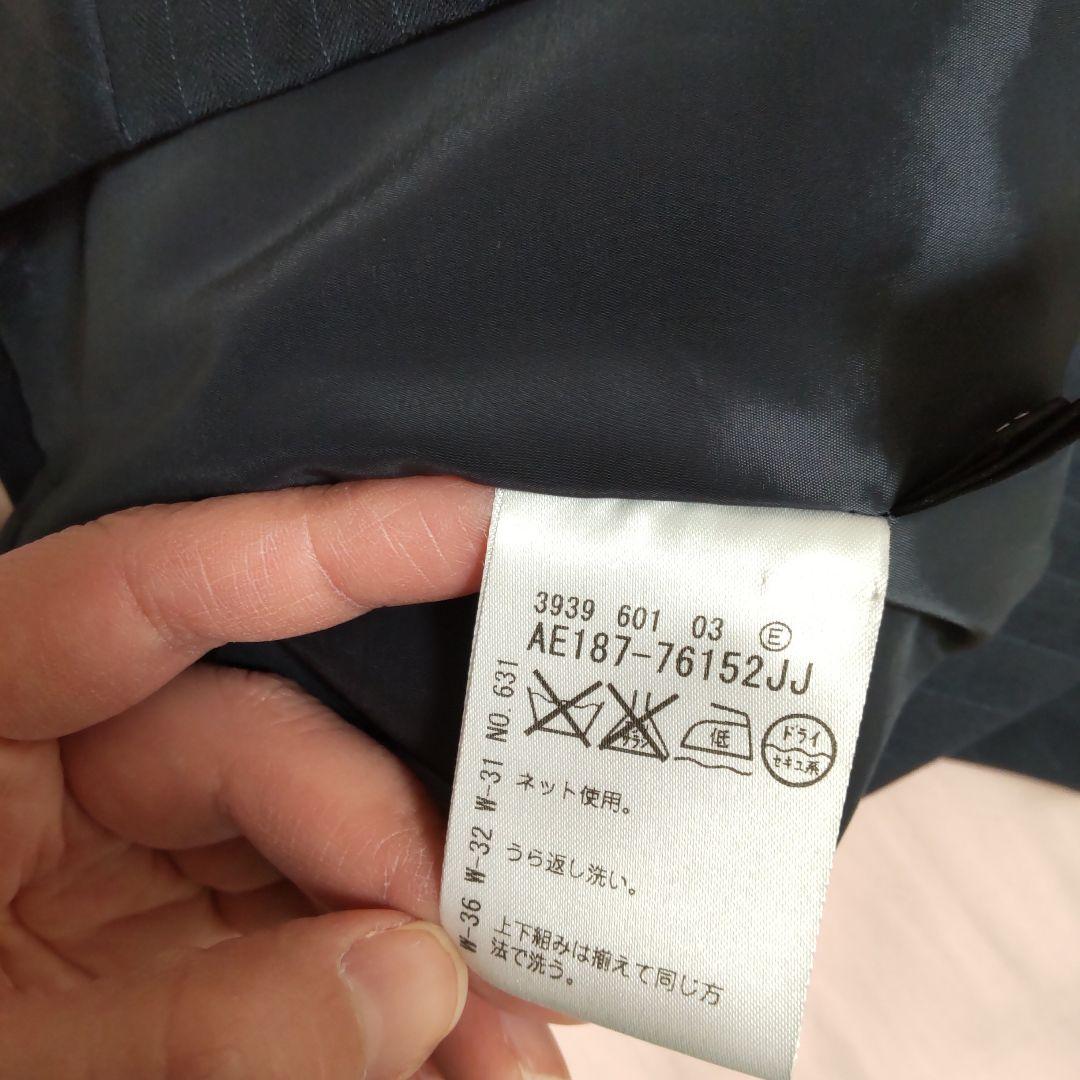 3939 601 03 Ⓔ
AE187-76152JJ
低
ドライ
セキユ系
ネット使用。
うら返し洗い。
上下組みは揃えて同じ方
法で洗う。
W-36 W-32 W-31 NO.631